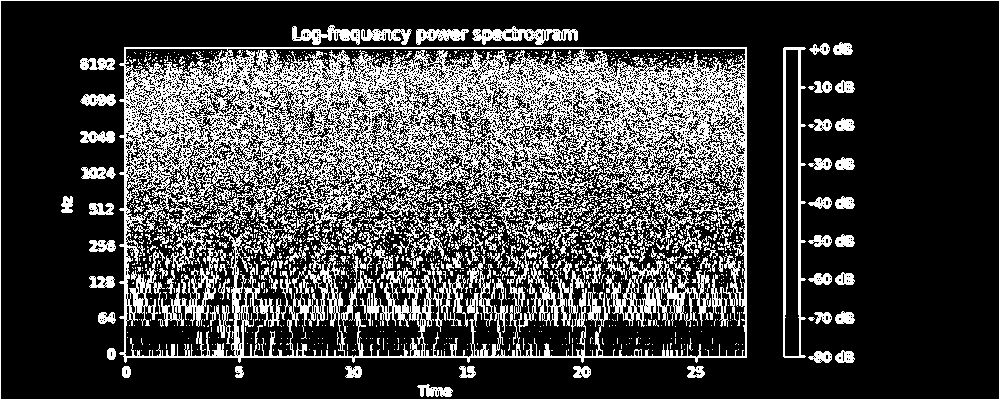 Log-frequency power spectrogram
8192
4096
2048
1024
512
256
128
64
0
Hz
0 5 10 15 20 25
Time
+0 dB
-10 dB
-20 dB
-30 dB
-40 dB
-50 dB
-60 dB
-70 dB
-80 dB